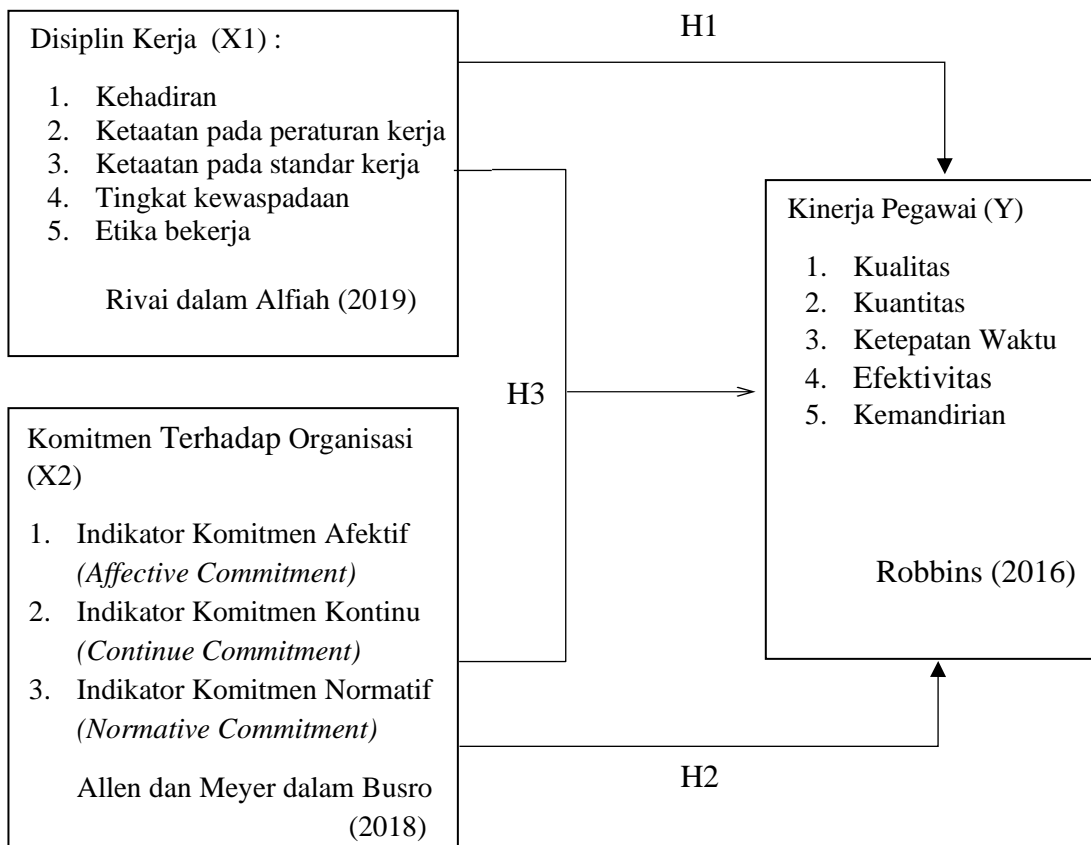 H1
Disiplin Kerja (X1) :
1. Kehadiran
2. Ketaatan pada peraturan kerja
3. Ketaatan pada standar kerja
4. Tingkat kewaspadaan
5. Etika bekerja
Rivai dalam Alfiah (2019)
Kinerja Pegawai (Y)
1. Kualitas
2. Kuantitas
3. Ketepatan Waktu
4. Efektivitas
5. Kemandirian
Robbins (2016)
H3
Komitmen Terhadap Organisasi
(X2)
1. Indikator Komitmen Afektif
(Affective Commitment)
2. Indikator Komitmen Kontinu
(Continue Commitment)
3. Indikator Komitmen Normatif
(Normative Commitment)
Allen dan Meyer dalam Busro
(2018)
H2